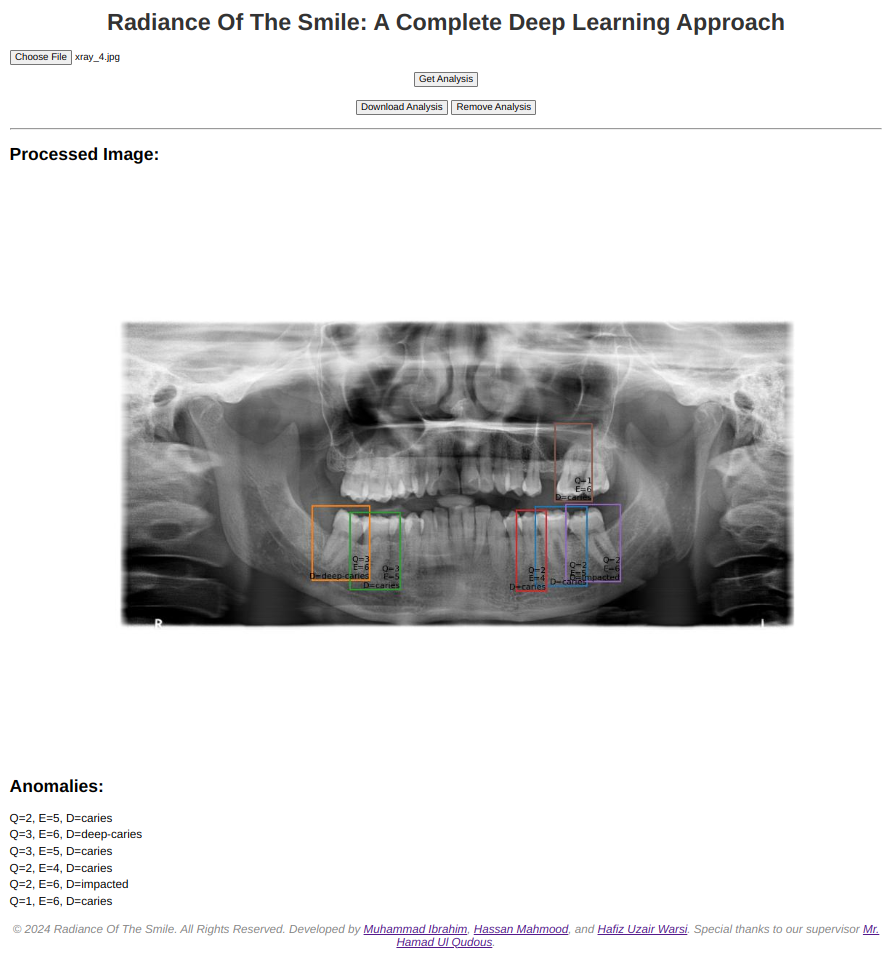 Radiance Of The Smile: A Complete Deep Learning Approach
Choose File xray_4.jpg
Get Analysis
Download Analysis Remove Analysis
Processed Image:
Q=1
E=6
D=caries
Q=3
E=6
D=deep-caries
Q=3
E=5
D=caries
Q=2
E=4
D=caries
Q=2
E=5
D=caries
Q=2
E=6
D=impacted
R
L
Anomalies:
Q=2, E=5, D=caries
Q=3, E=6, D=deep-caries
Q=3, E=5, D=caries
Q=2, E=4, D=caries
Q=2, E=6, D=impacted
Q=1, E=6, D=caries
© 2024 Radiance Of The Smile. All Rights Reserved. Developed by Muhammad Ibrahim, Hassan Mahmood, and Hafiz Uzair Warsi. Special thanks to our supervisor Mr.
Hamad Ul Qudous.